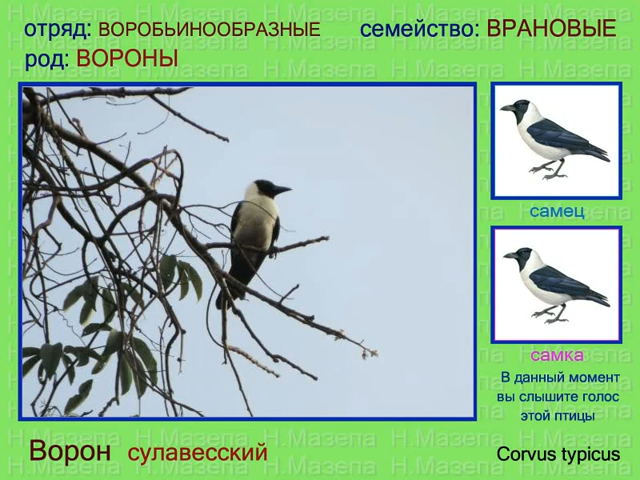 отряд: ВОРОБЬИНООБРАЗНЫЕ семейство: ВРАНОВЫЕ
род: ВОРОНЫ
самец
самка
В данный момент
вы слышите голос
этой птицы
Ворон сулавесский
Corvus typicus
Н.Мазепа